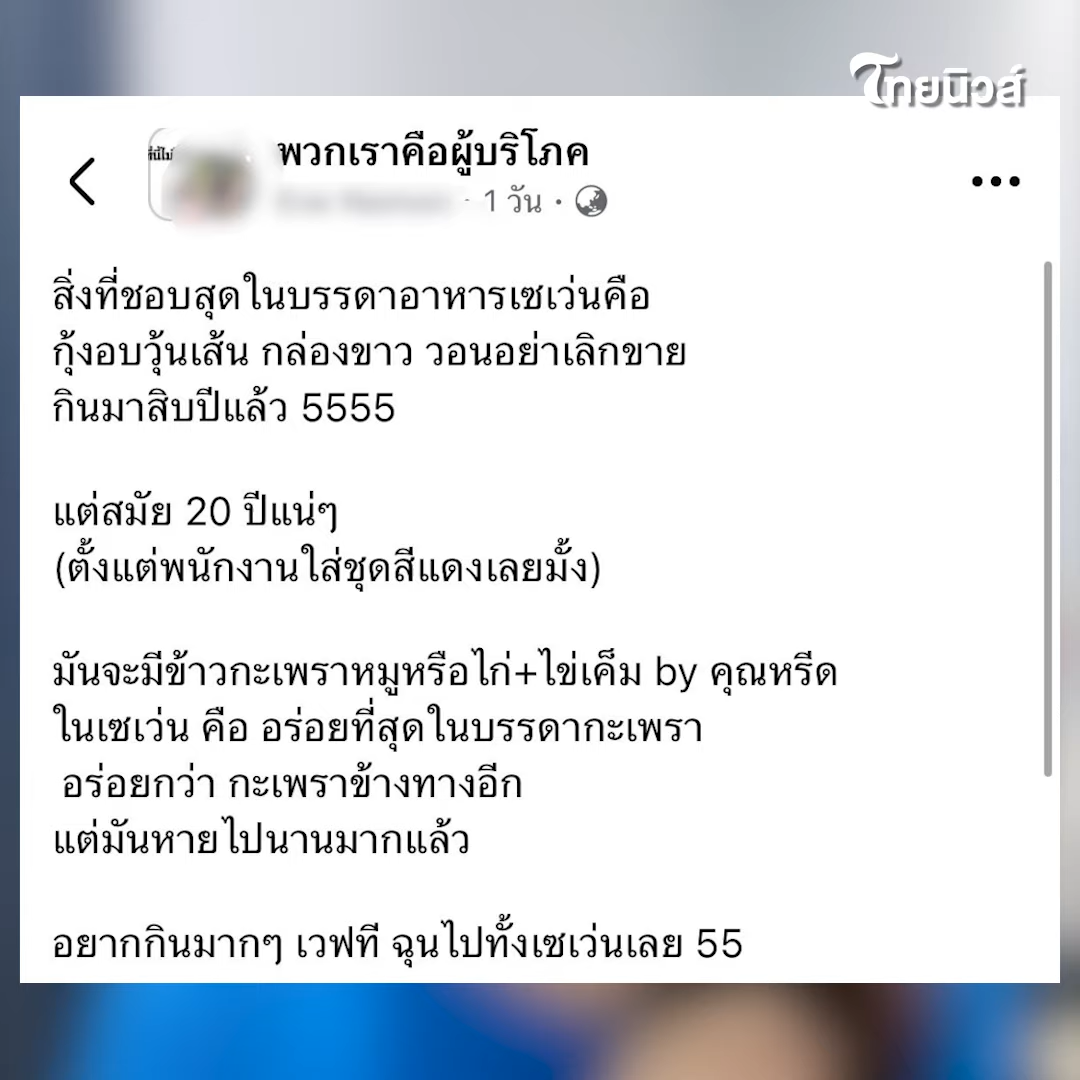 ไทยนิวส์
พวกเราคือผู้บริโภค
· 1 วัน ·
สิ่งที่ชอบสุดในบรรดาอาหารเซเว่นคือ
กุ้งอบวุ้นเส้น กล่องขาว วอนอย่าเลิกขาย
กินมาสิบปีแล้ว 5555
แต่สมัย 20 ปีแน่ๆ
(ตั้งแต่พนักงานใส่ชุดสีแดงเลยมั้ง)
มันจะมีข้าวกะเพราหมูหรือไก่+ไข่เค็ม by คุณหรีด
ในเซเว่น คือ อร่อยที่สุดในบรรดากะเพรา
อร่อยกว่า กะเพราข้างทางอีก
แต่มันหายไปนานมากแล้ว
อยากกินมากๆ เวฟที ฉุนไปทั้งเซเว่นเลย 55